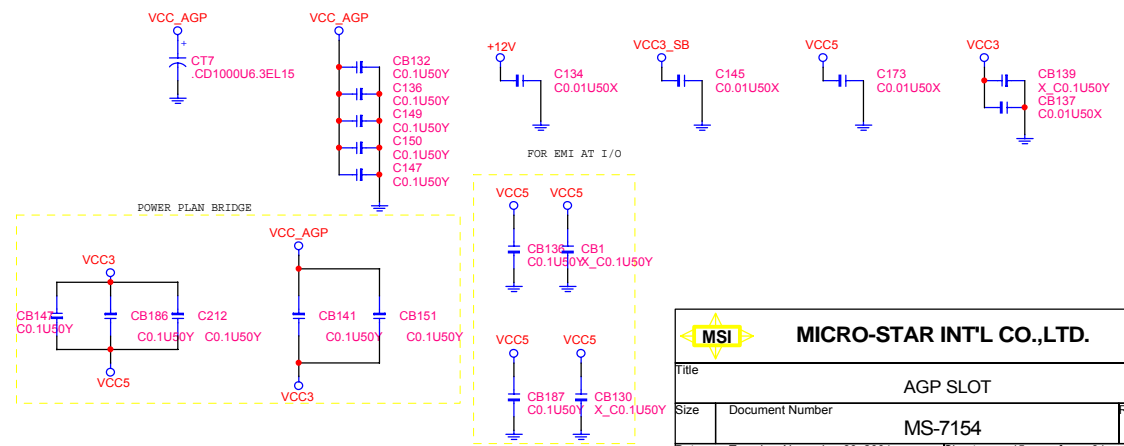 VCC_AGP
+
CT7
.CD1000U6.3EL15
VCC_AGP
CB132
C0.1U50Y
C136
C0.1U50Y
C149
C0.1U50Y
C150
C0.1U50Y
C147
C0.1U50Y
+12V
C134
C0.01U50X
VCC3_SB
C145
C0.01U50X
VCC5
C173
C0.01U50X
VCC3
CB139
X_C0.1U50Y
CB137
C0.01U50X
POWER PLAN BRIDGE
VCC3
CB147
C0.1U50Y
CB186
C0.1U50Y
C212
C0.1U50Y
VCC5
VCC_AGP
CB141
C0.1U50Y
CB151
C0.1U50Y
VCC3
FOR EMI AT I/O
VCC5
CB136
C0.1U50Y
VCC5
CB1
X_C0.1U50Y
VCC5
CB187
C0.1U50Y
VCC5
CB130
X_C0.1U50Y
MSI
MICRO-STAR INT'L CO.,LTD.
Title
AGP SLOT
Size
Document Number
MS-7154